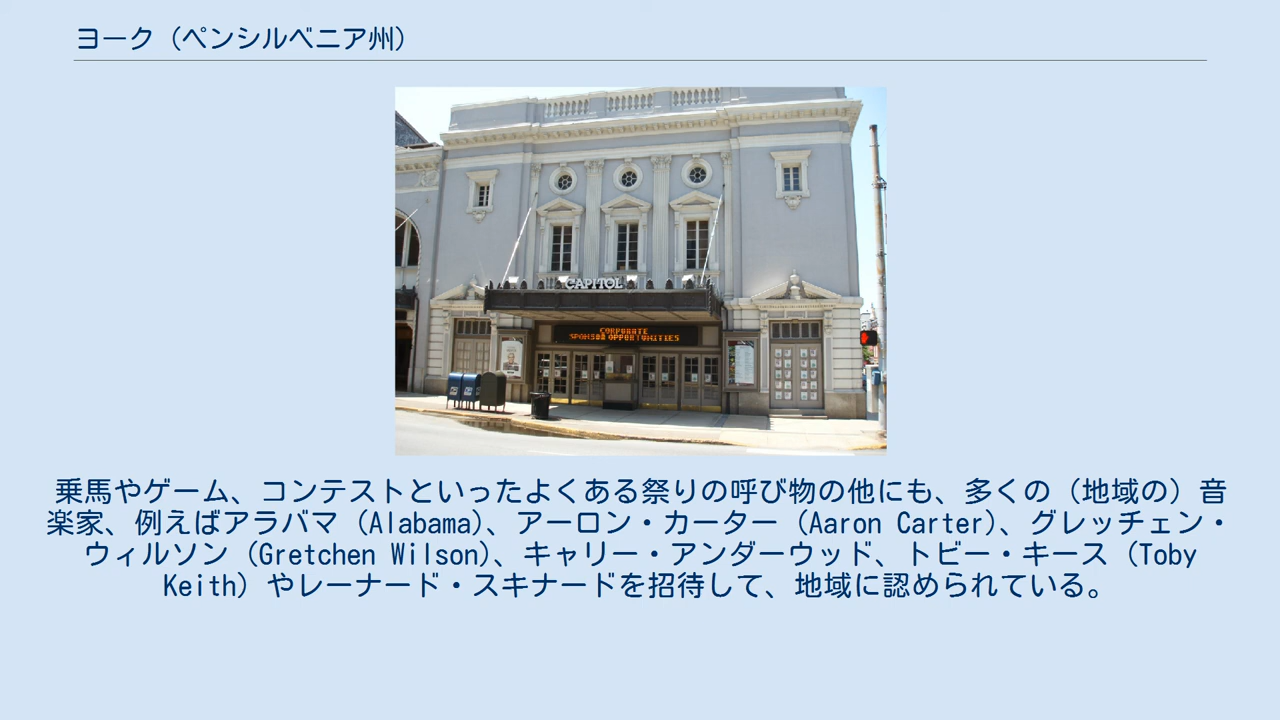 ヨーク（ペンシルベニア州）
CAPITOL
CORPORATE
SPONSOR OPPORTUNITIES
乗馬やゲーム、コンテストといったよくある祭りの呼び物の他にも、多くの（地域の）音
楽家、例えばアラバマ（Alabama）、アーロン・カーター（Aaron Carter）、グレッチェン・
ウィルソン（Gretchen Wilson）、キャリー・アンダーウッド、トビー・キース（Toby
Keith）やレーナード・スキナードを招待して、地域に認められている。